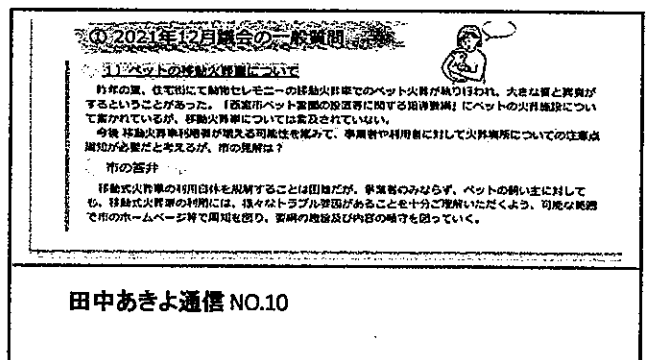 ① 2021年12月議会の一般質問
1)ペットの移動火葬車について
昨年の夏、住宅街にて動物セレモニーの移動火葬車でのペット火葬が執り行われ、大きな音と異臭が
するということがあった。「西宮市ペット霊園の設置等に関する指導要綱」にペットの火葬施設につい
て書かれているが、移動火葬車については言及されていない。
今後 移動火葬車利用者が増える可能性を鑑みて、事業者や利用者に対して火葬場所についての注意点
周知が必要だと考えるが、市の見解は?
市の答弁
移動式火葬車の利用自体を規制することは困難だが、事業者のみならず、ペットの飼い主に対して
も、移動式火葬車の利用には、様々なトラブル要因があることを十分ご理解いただくよう、可能な範囲
で市のホームページ等で周知を図り、要綱の趣旨及び内容の順守を図っていく。
田中あきよ通信 NO.10